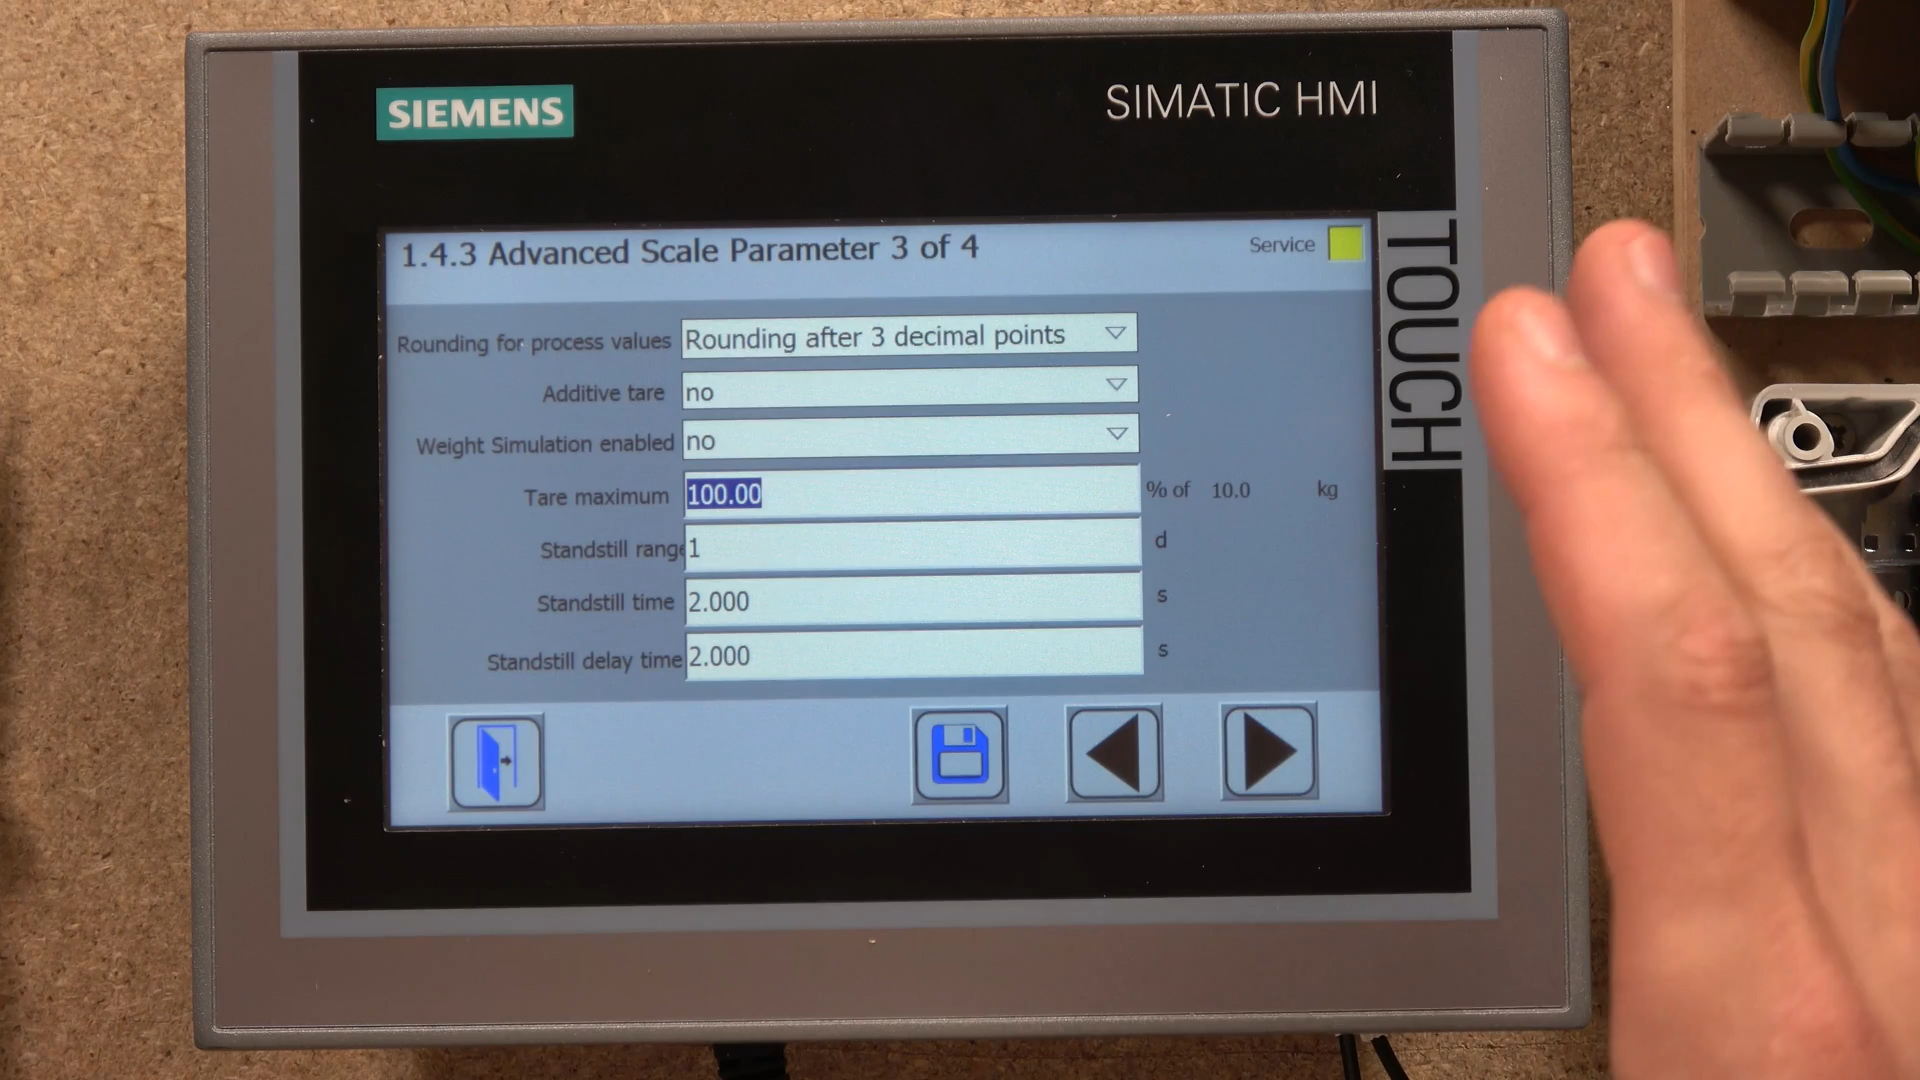 SIEMENS
SIMATIC HMI
TOUCH
1.4.3 Advanced Scale Parameter 3 of 4
Service
Rounding for process values Rounding after 3 decimal points
Additive tare no
Weight Simulation enabled no
Tare maximum 100.00 % of 10.0 kg
Standstill range 1 d
Standstill time 2.000 s
Standstill delay time 2.000 s